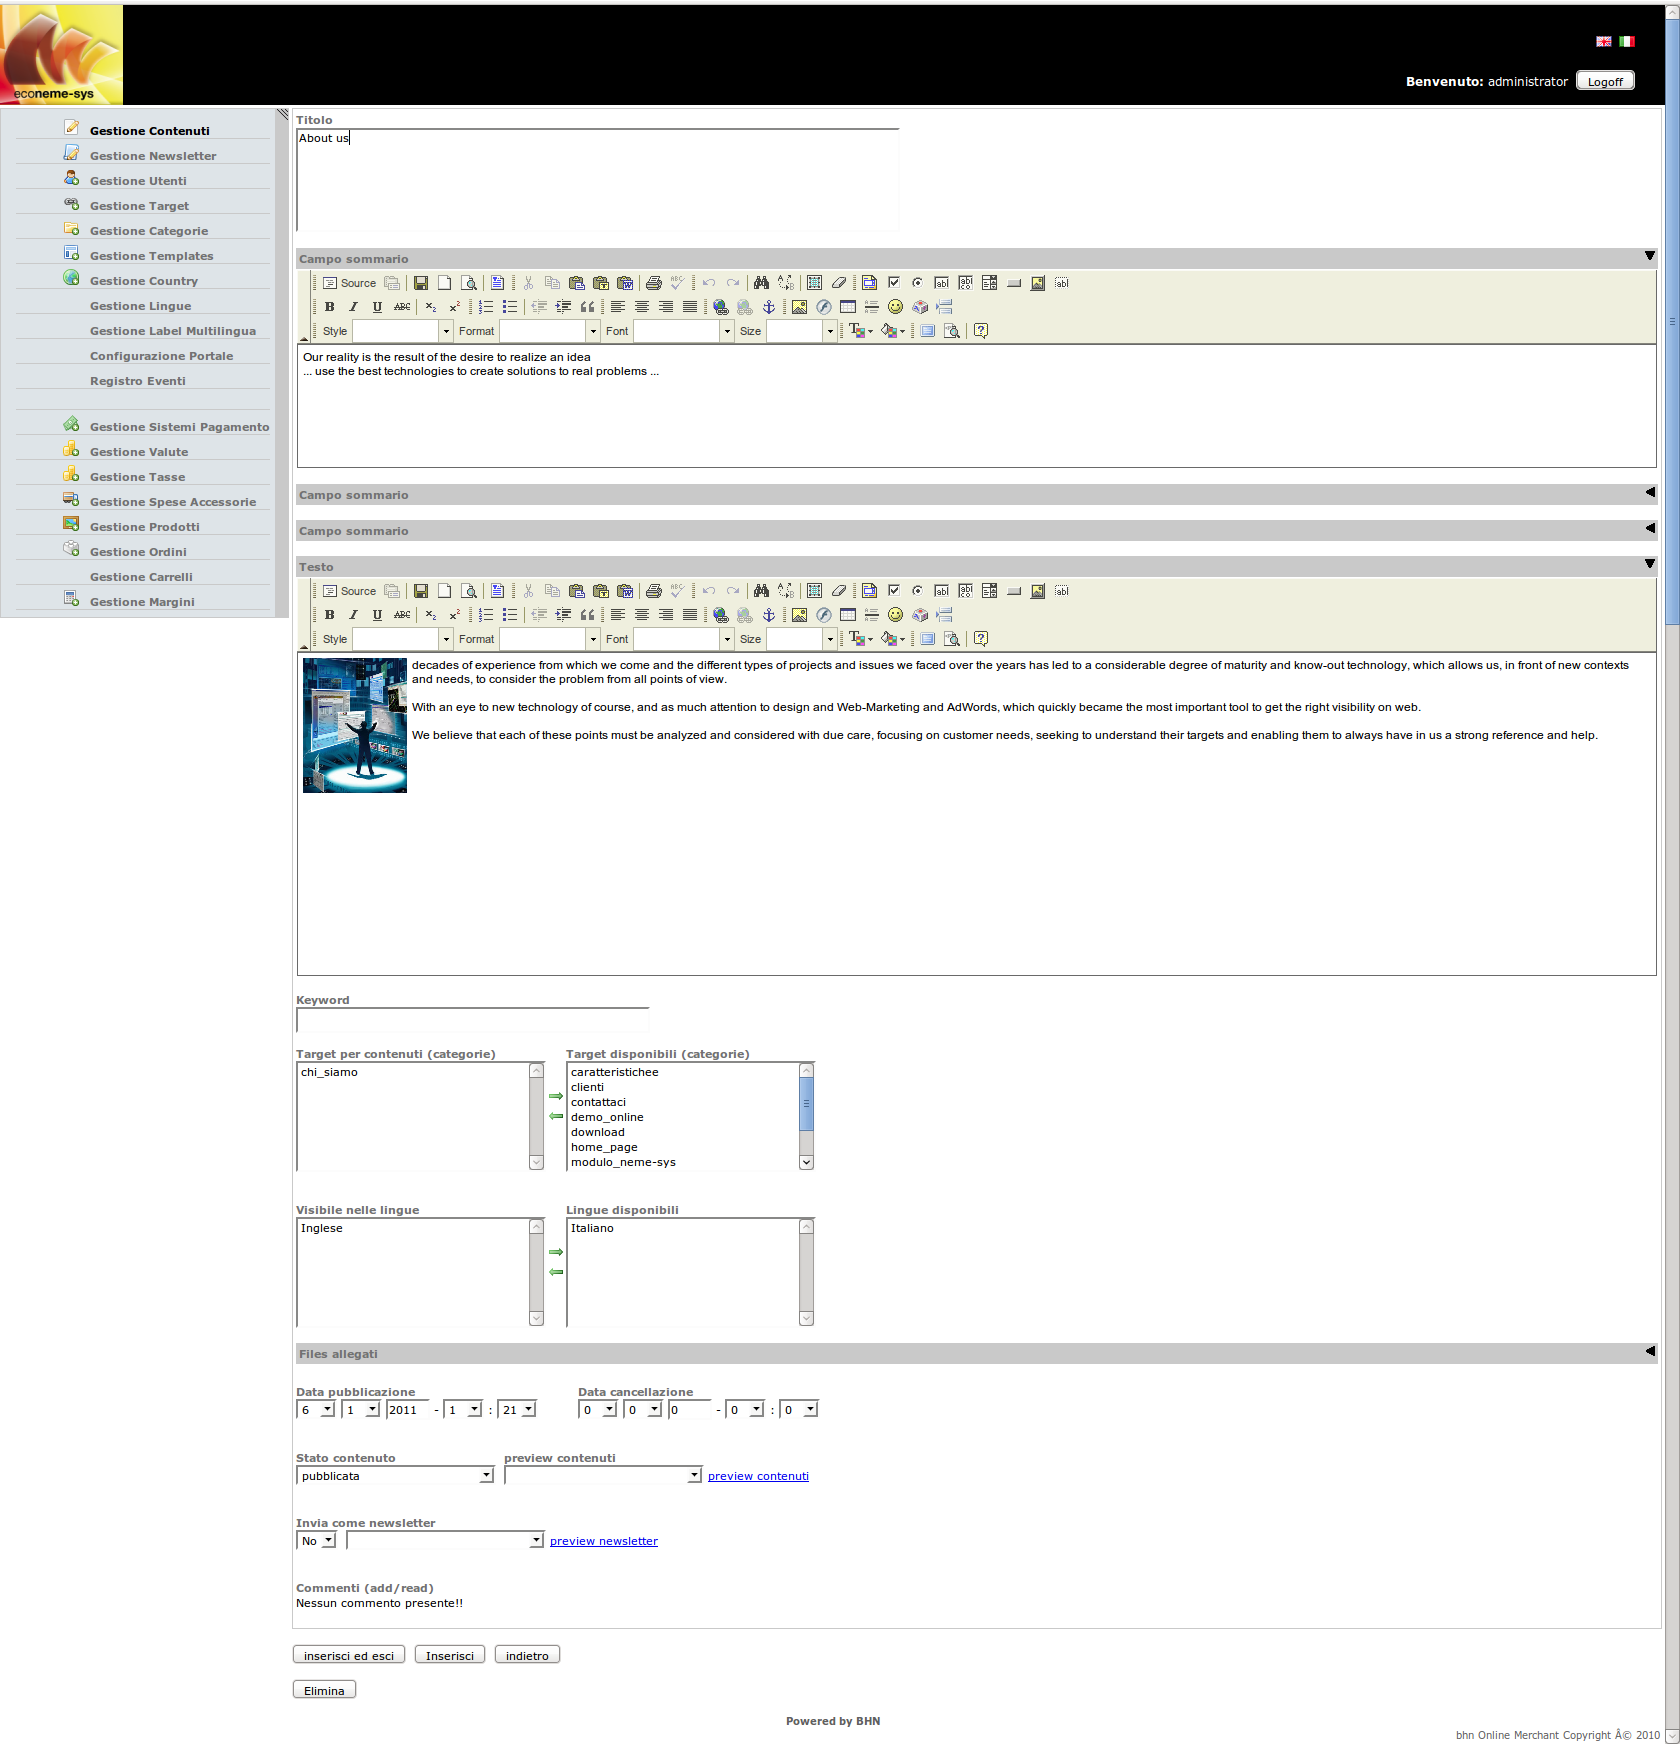 econeme-sys
Benvenuto: administrator Logoff
Gestione Contenuti
Gestione Newsletter
Gestione Utenti
Gestione Target
Gestione Categorie
Gestione Templates
Gestione Country
Gestione Lingue
Gestione Label Multilingua
Configurazione Portale
Registro Eventi
Gestione Sistemi Pagamento
Gestione Valute
Gestione Tasse
Gestione Spese Accessorie
Gestione Prodotti
Gestione Ordini
Gestione Carrelli
Gestione Margini
Titolo
About us
Campo sommario
Source
Style Format Font Size
Our reality is the result of the desire to realize an idea
... use the best technologies to create solutions to real problems ...
Campo sommario
Campo sommario
Testo
Source
Style Format Font Size
decades of experience from which we come and the different types of projects and issues we faced over the years has led to a considerable degree of maturity and know-out technology, which allows us, in front of new contexts
and needs, to consider the problem from all points of view.
With an eye to new technology of course, and as much attention to design and Web-Marketing and AdWords, which quickly became the most important tool to get the right visibility on web.
We believe that each of these points must be analyzed and considered with due care, focusing on customer needs, seeking to understand their targets and enabling them to always have in us a strong reference and help.
Keyword
Target per contenuti (categorie) Target disponibili (categorie)
chi_siamo
caratteristichee
clienti
contattaci
demo_online
download
home_page
modulo_neme-sys
Visibile nelle lingue Lingue disponibili
Inglese Italiano
Files allegati
Data pubblicazione Data cancellazione
6 1 2011 - 1 : 21 0 0 0 - 0 : 0
Stato contenuto preview contenuti
pubblicata preview contenuti
Invia come newsletter
No preview newsletter
Commenti (add/read)
Nessun commento presente!!
inserisci ed esci Inserisci indietro
Elimina
Powered by BHN
bhn Online Merchant Copyright Â© 2010